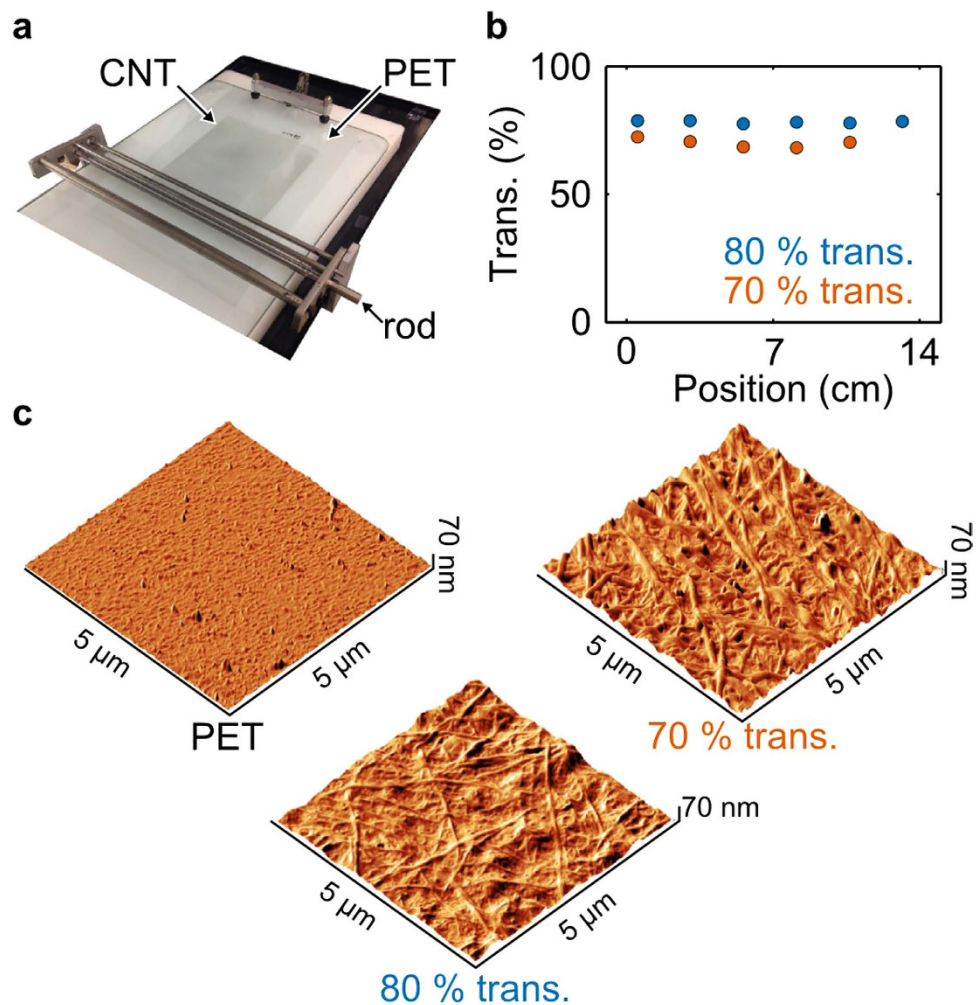 a
CNT
PET
rod
b
Trans. (%)
100
50
0
80 % trans.
70 % trans.
0
7
14
Position (cm)
c
5 µm
5 µm
70 nm
PET
5 µm
5 µm
70 nm
70 % trans.
5 µm
5 µm
70 nm
80 % trans.